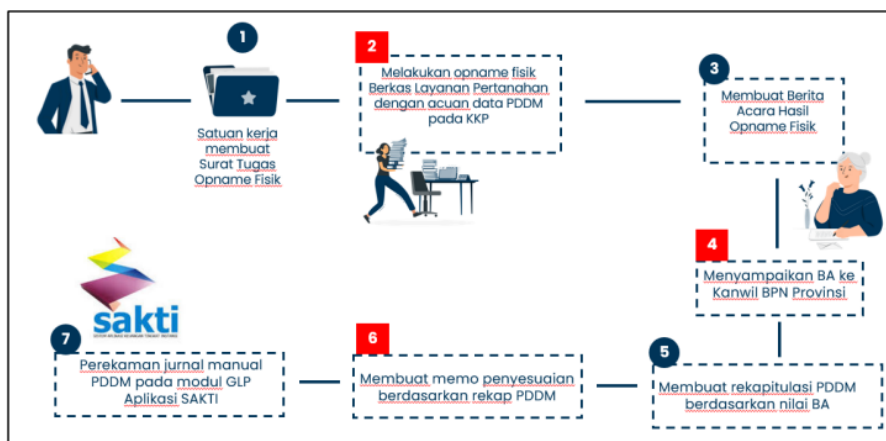 1
Satuan kerja
membuat
Surat Tugas
Opname Fisik
2
Melakukan opname fisik
Berkas Layanan Pertanahan
dengan acuan data PDDM
pada KKP
3
Membuat Berita
Acara Hasil
Opname Fisik
4
Menyampaikan BA ke
Kanwil BPN Provinsi
5
Membuat rekapitulasi PDDM
berdasarkan nilai BA
6
Membuat memo penyesuaian
berdasarkan rekap PDDM
sakti
7
Perekaman jurnal manual
PDDM pada modul GLP
Aplikasi SAKTI